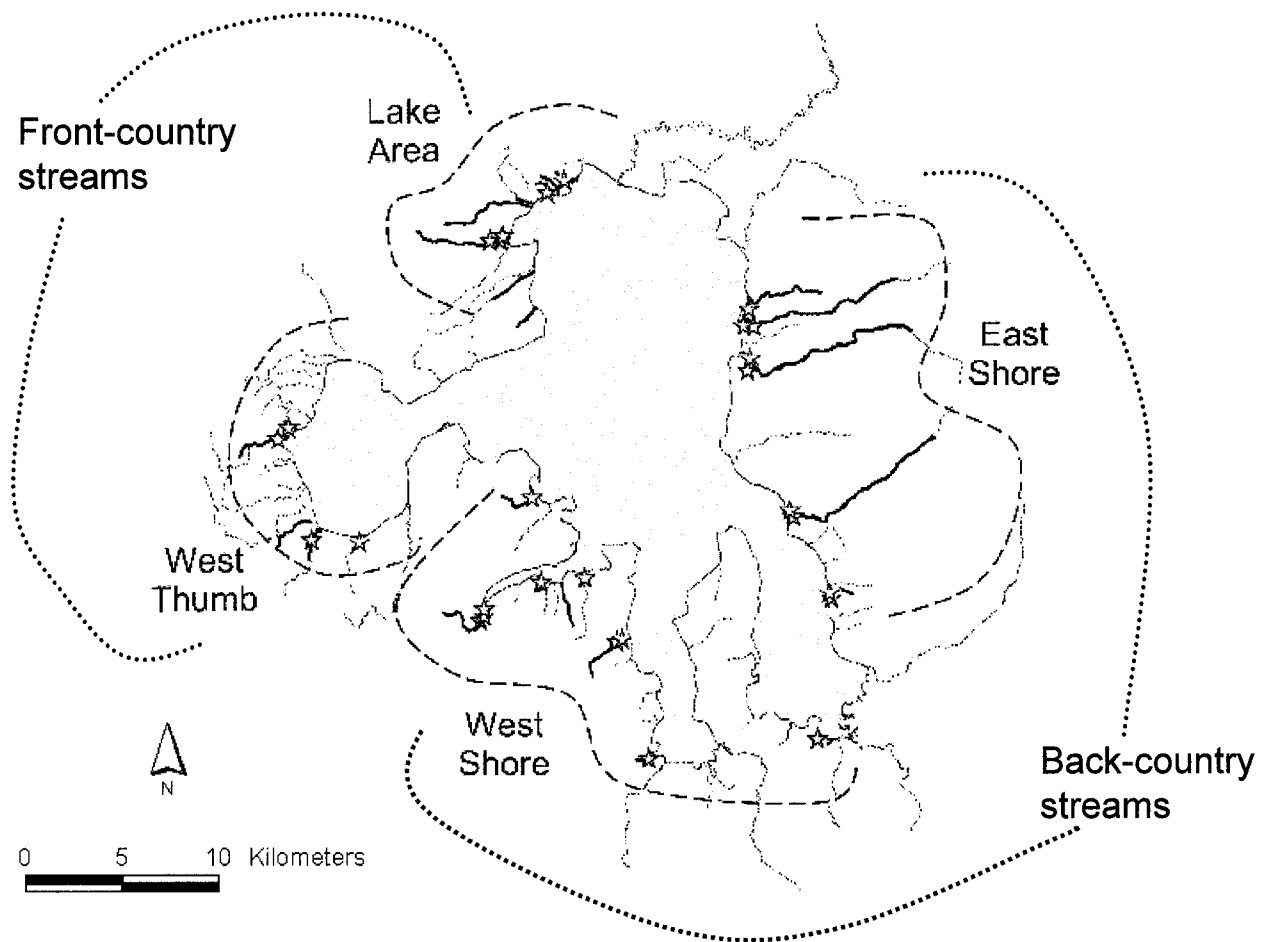 Front-country
streams
Lake
Area
East
Shore
West
Thumb
West
Shore
Back-country
streams
N
0 5 10 Kilometers